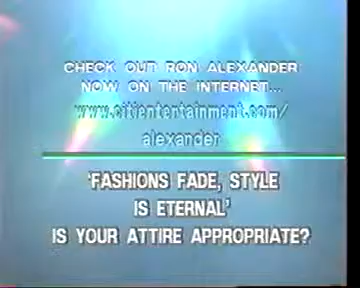 CHECK OUT RON ALEXANDER
NOW ON THE INTERNET...
www.citientertainment.com/
alexander
'FASHIONS FADE, STYLE
IS ETERNAL'
IS YOUR ATTIRE APPROPRIATE?